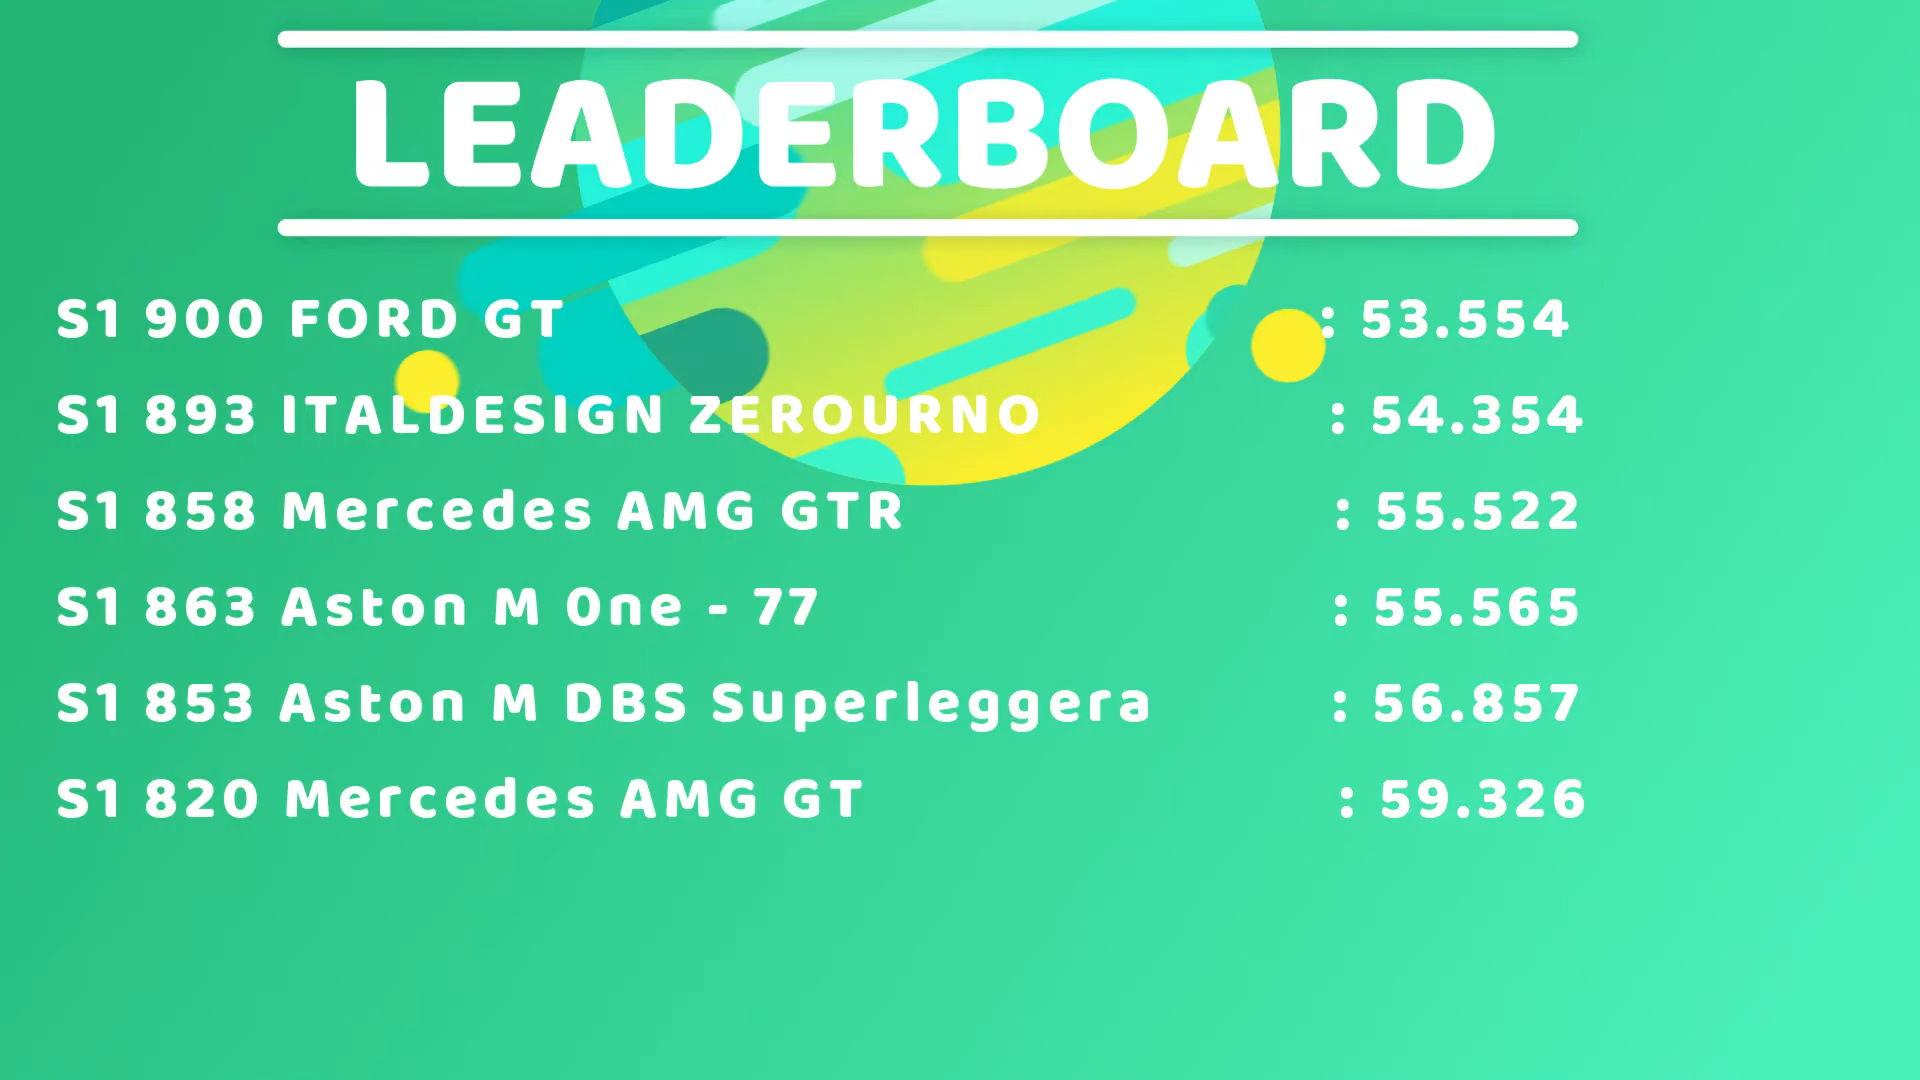 LEADERBOARD
S1 900 FORD GT : 53.554
S1 893 ITALDESIGN ZEROURNO : 54.354
S1 858 Mercedes AMG GTR : 55.522
S1 863 Aston M One - 77 : 55.565
S1 853 Aston M DBS Superleggera : 56.857
S1 820 Mercedes AMG GT : 59.326